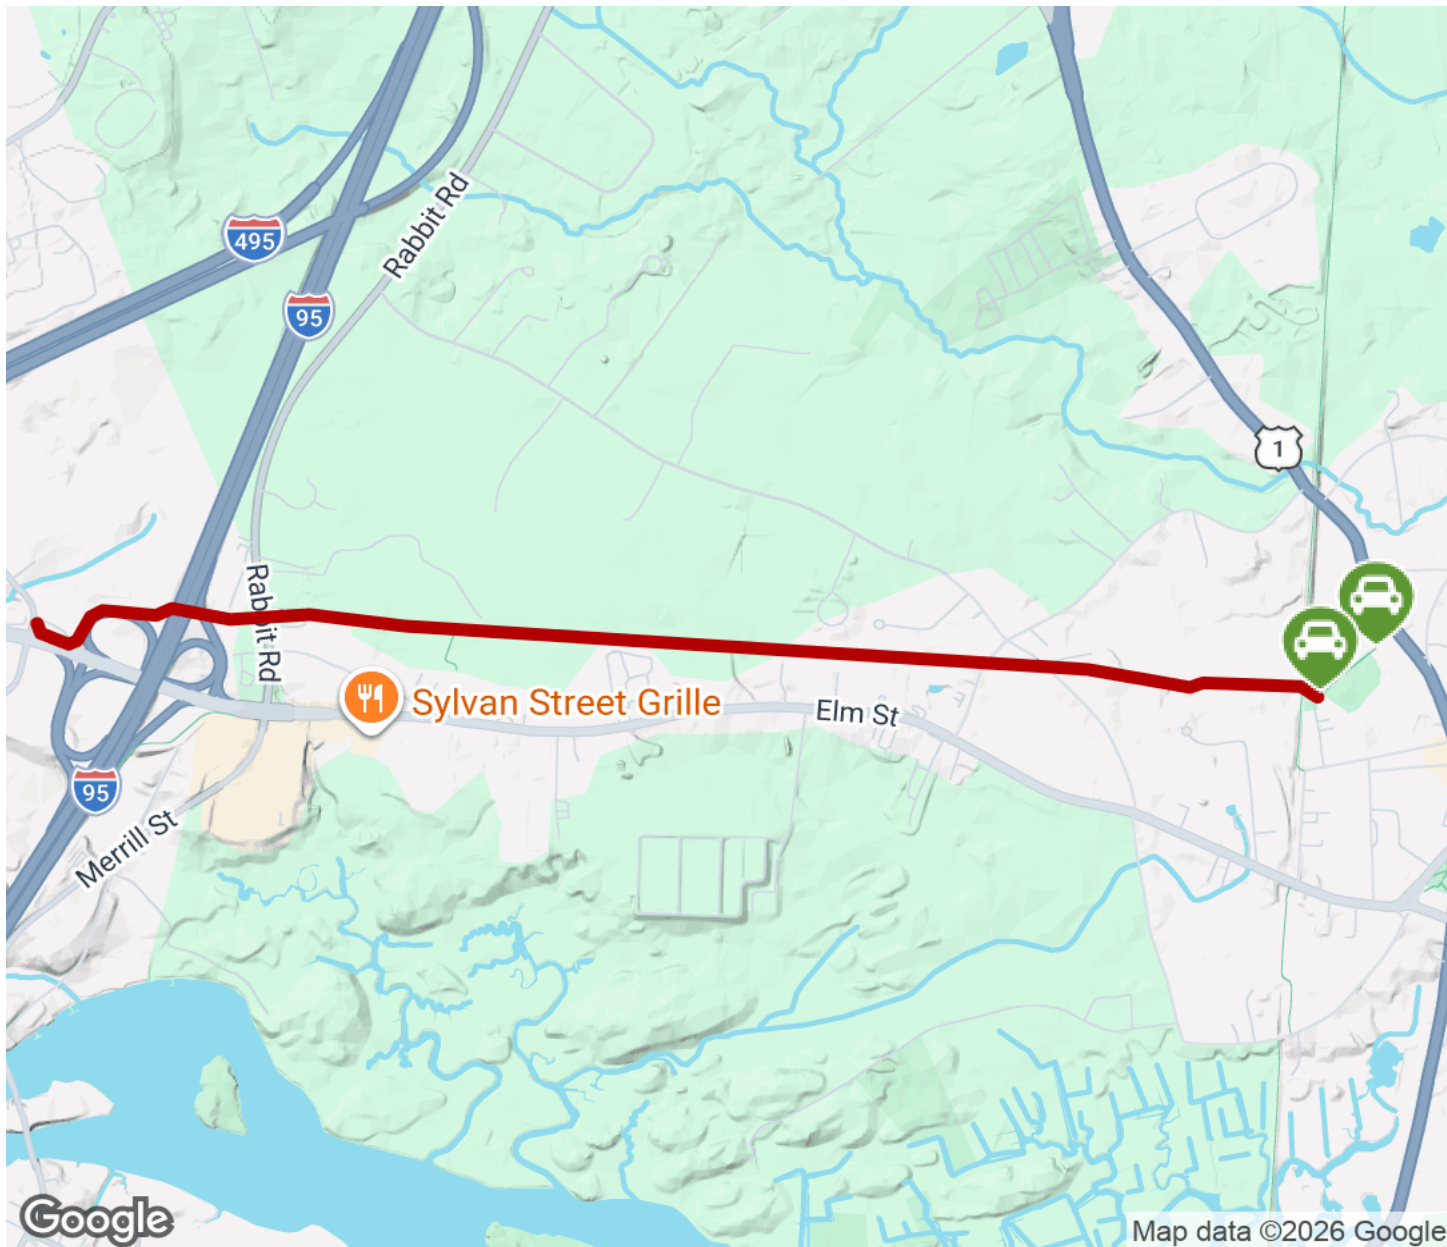 495
Rabbit Rd
95
1
Rabbit Rd
Sylvan Street Grille
Elm St
95
Merrill St
Google
Map data ©2026 Google